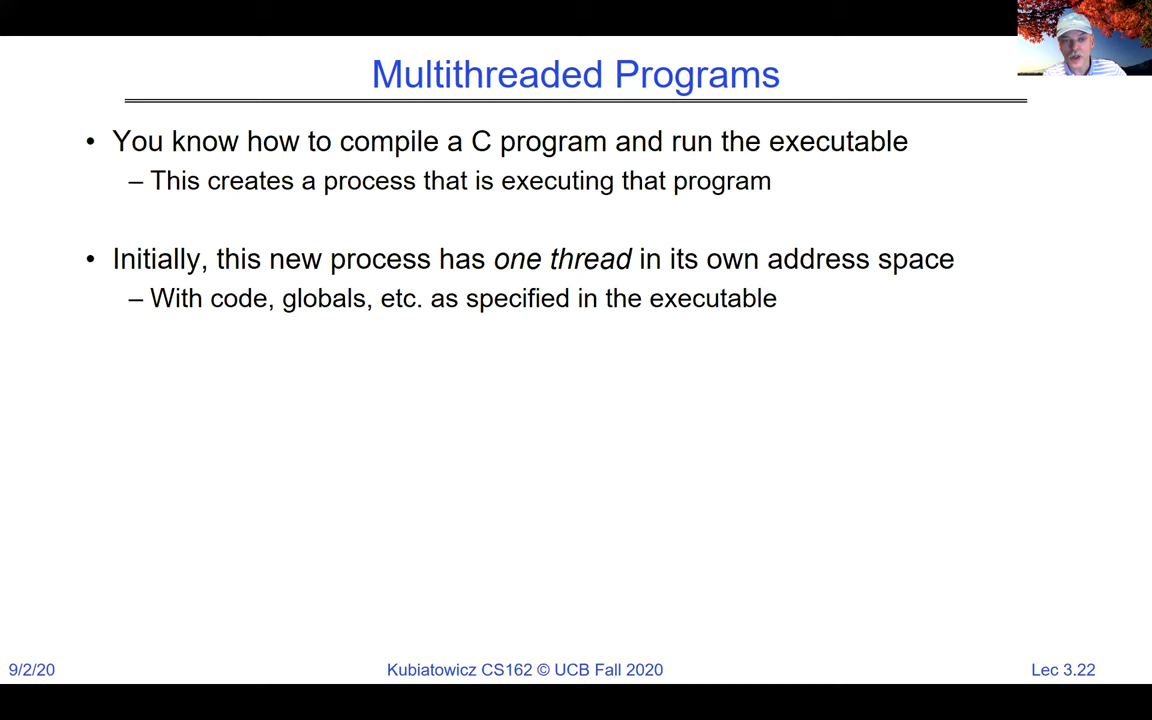 Multithreaded Programs
• You know how to compile a C program and run the executable
– This creates a process that is executing that program
• Initially, this new process has one thread in its own address space
– With code, globals, etc. as specified in the executable
9/2/20
Kubiatowicz CS162 © UCB Fall 2020
Lec 3.22